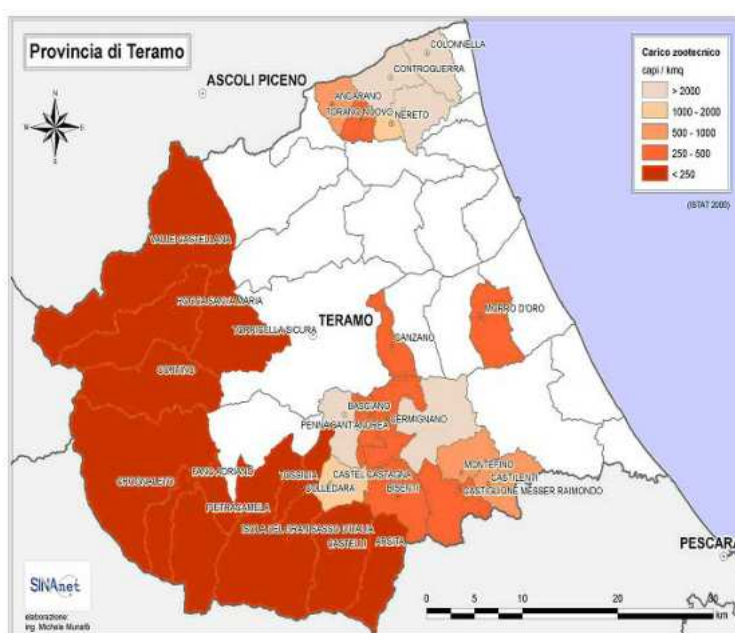 Provincia di Teramo
ASCOLI PICENO
COLONNELLA
CONTROGUERRA
ANCARANO
TORANO NUOVO
NERETO
Carico zootecnico
capi / kmq
> 2000
1000 - 2000
500 - 1000
250 - 500
< 250
(ISTAT 2000)
N
W
E
S
VALLE CASTELLANA
ROCCA SANTA MARIA
TORRICELLA SICURA
TERAMO
CANZANO
MORRO D'ORO
CORTINO
BASCIANO
CERMIGNANO
PENNA SANT'ANDREA
MONTEFINO
CROGNALETO
FANO ADRIANO
TOSSICIA
CASTEL CASTAGNA
CASTILENTI
COLLEDARA
BISENTI
CASTIGLIONE MESSER RAIMONDO
PIETRACAMELA
ISOLA DEL GRAN SASSO D'ITALIA
CASTELLI
ARSITA
PESCARA
SINAnet
elaborazione:
ing. Michele Munafò
0 5 10 20 30
km